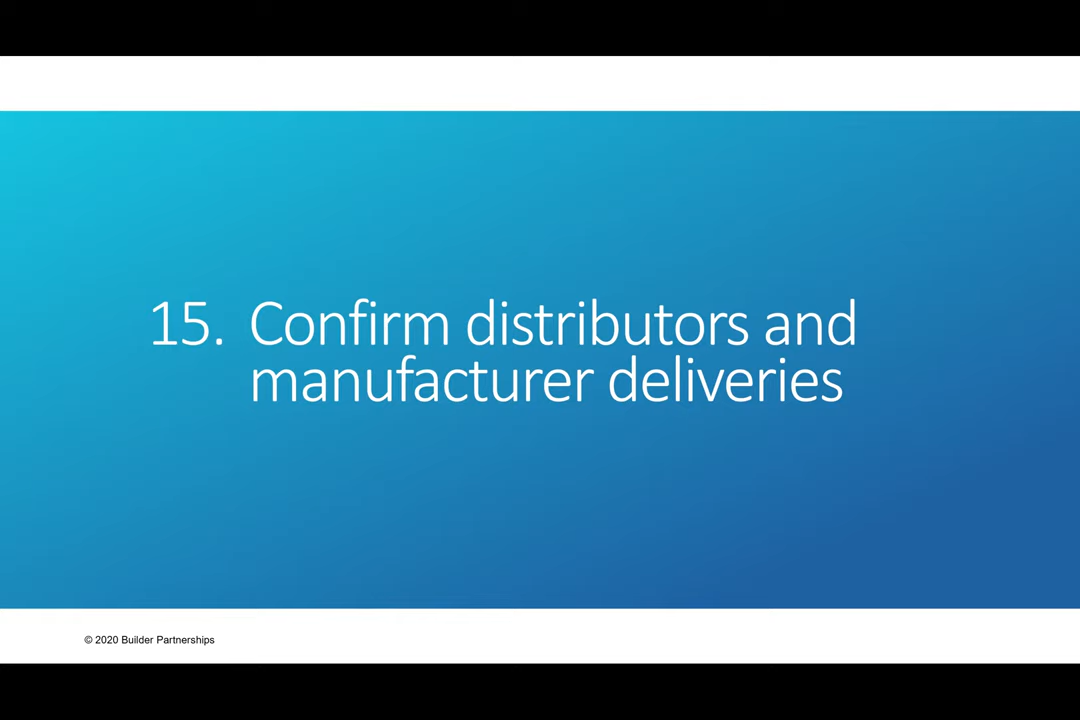 15. Confirm distributors and
manufacturer deliveries
© 2020 Builder Partnerships